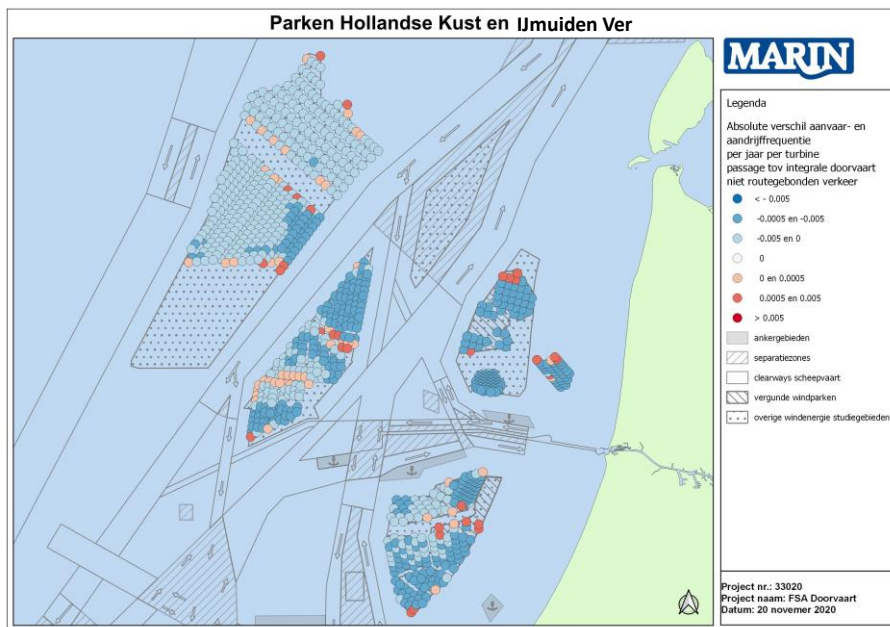 Parken Hollandse Kust en IJmuiden Ver
MARIN
Legenda
Absolute verschil aanvaar- en
aandrijffrequentie
per jaar per turbine
passage tov integrale doorvaart
niet routegebonden verkeer
< - 0.005
-0.0005 en -0.005
-0.005 en 0
0
0 en 0.0005
0.0005 en 0.005
> 0.005
ankergebieden
separatiezones
clearways scheepvaart
vergunde windparken
overige windenergie studiegebieden
Project nr.: 33020
Project naam: FSA Doorvaart
Datum: 20 novemer 2020